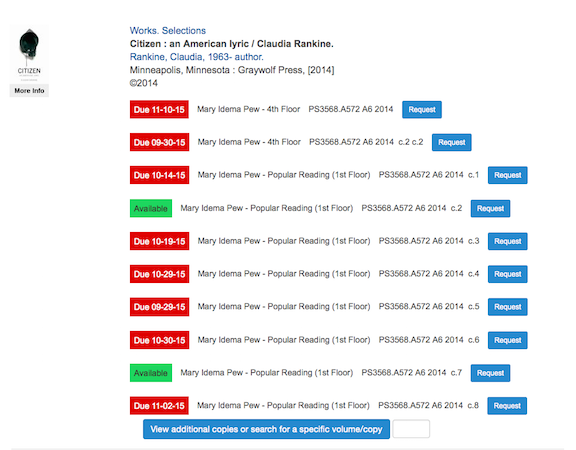 Works. Selections
Citizen : an American lyric / Claudia Rankine.
Rankine, Claudia, 1963- author.
Minneapolis, Minnesota : Graywolf Press, [2014]
©2014
CITIZEN
More Info
Due 11-10-15 Mary Idema Pew - 4th Floor PS3568.A572 A6 2014 Request
Due 09-30-15 Mary Idema Pew - 4th Floor PS3568.A572 A6 2014 c.2 c.2 Request
Due 10-14-15 Mary Idema Pew - Popular Reading (1st Floor) PS3568.A572 A6 2014 c.1 Request
Available Mary Idema Pew - Popular Reading (1st Floor) PS3568.A572 A6 2014 c.2 Request
Due 10-19-15 Mary Idema Pew - Popular Reading (1st Floor) PS3568.A572 A6 2014 c.3 Request
Due 10-29-15 Mary Idema Pew - Popular Reading (1st Floor) PS3568.A572 A6 2014 c.4 Request
Due 09-29-15 Mary Idema Pew - Popular Reading (1st Floor) PS3568.A572 A6 2014 c.5 Request
Due 10-30-15 Mary Idema Pew - Popular Reading (1st Floor) PS3568.A572 A6 2014 c.6 Request
Available Mary Idema Pew - Popular Reading (1st Floor) PS3568.A572 A6 2014 c.7 Request
Due 11-02-15 Mary Idema Pew - Popular Reading (1st Floor) PS3568.A572 A6 2014 c.8 Request
View additional copies or search for a specific volume/copy